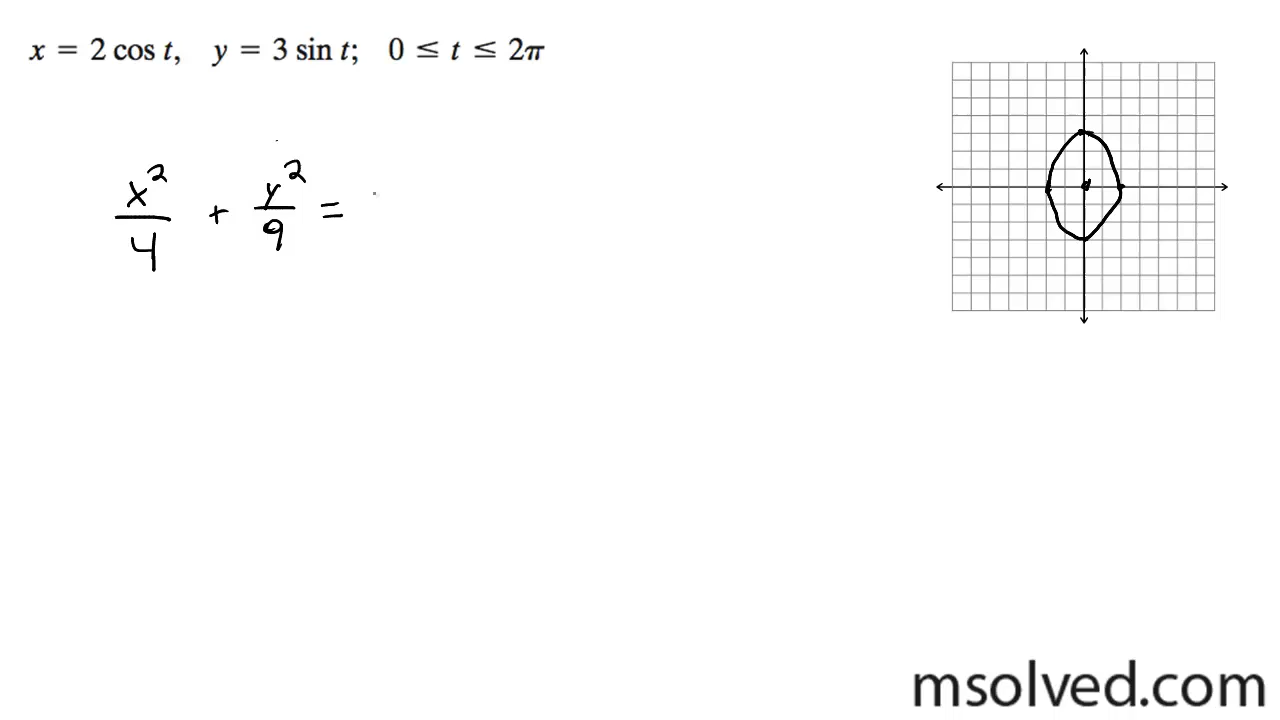 x = 2 cos t, y = 3 sin t; 0 ≤ t ≤ 2π
x²/4 + y²/9 =
msolved.com